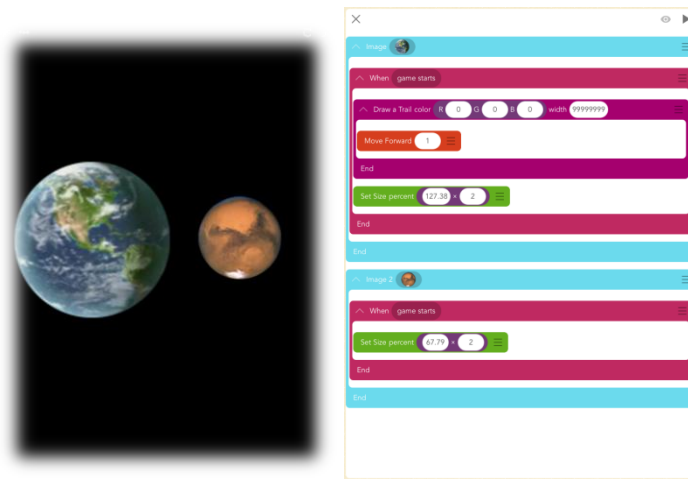 Image
When game starts
Draw a Trail color R 0 G 0 B 0 width 99999999
Move Forward 1
End
Set Size percent 127.38 × 2
End
End
Image 2
When game starts
Set Size percent 67.79 × 2
End
End